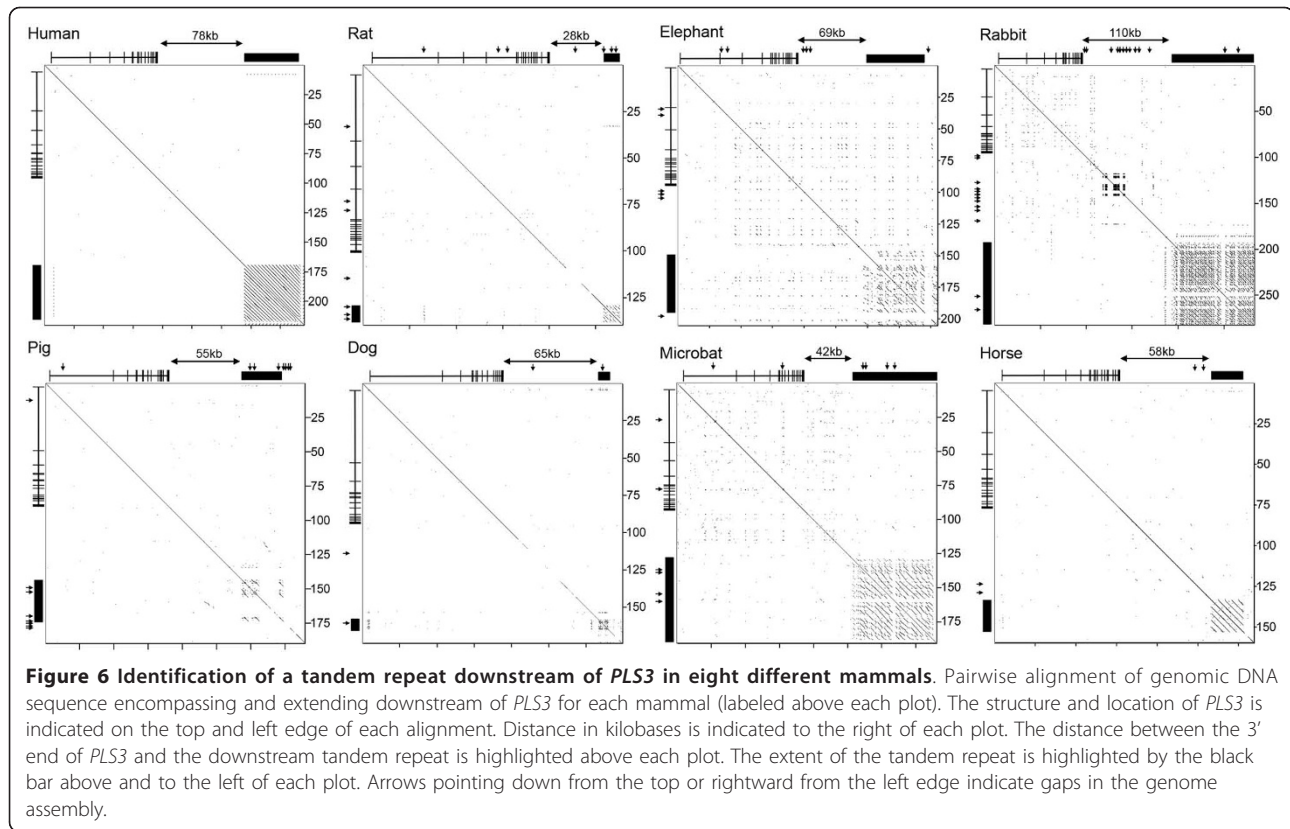 Human
78kb
25
50
75
100
125
150
175
200
Rat
28kb
25
50
75
100
125
Elephant
69kb
25
50
75
100
125
150
175
200
Rabbit
110kb
50
100
150
200
250
Pig
55kb
25
50
75
100
125
150
175
Dog
65kb
25
50
75
100
125
150
Microbat
42kb
25
50
75
100
125
150
175
Horse
58kb
25
50
75
100
125
150
Figure 6 Identification of a tandem repeat downstream of PLS3 in eight different mammals. Pairwise alignment of genomic DNA
sequence encompassing and extending downstream of PLS3 for each mammal (labeled above each plot). The structure and location of PLS3 is
indicated on the top and left edge of each alignment. Distance in kilobases is indicated to the right of each plot. The distance between the 3'
end of PLS3 and the downstream tandem repeat is highlighted above each plot. The extent of the tandem repeat is highlighted by the black
bar above and to the left of each plot. Arrows pointing down from the top or rightward from the left edge indicate gaps in the genome
assembly.